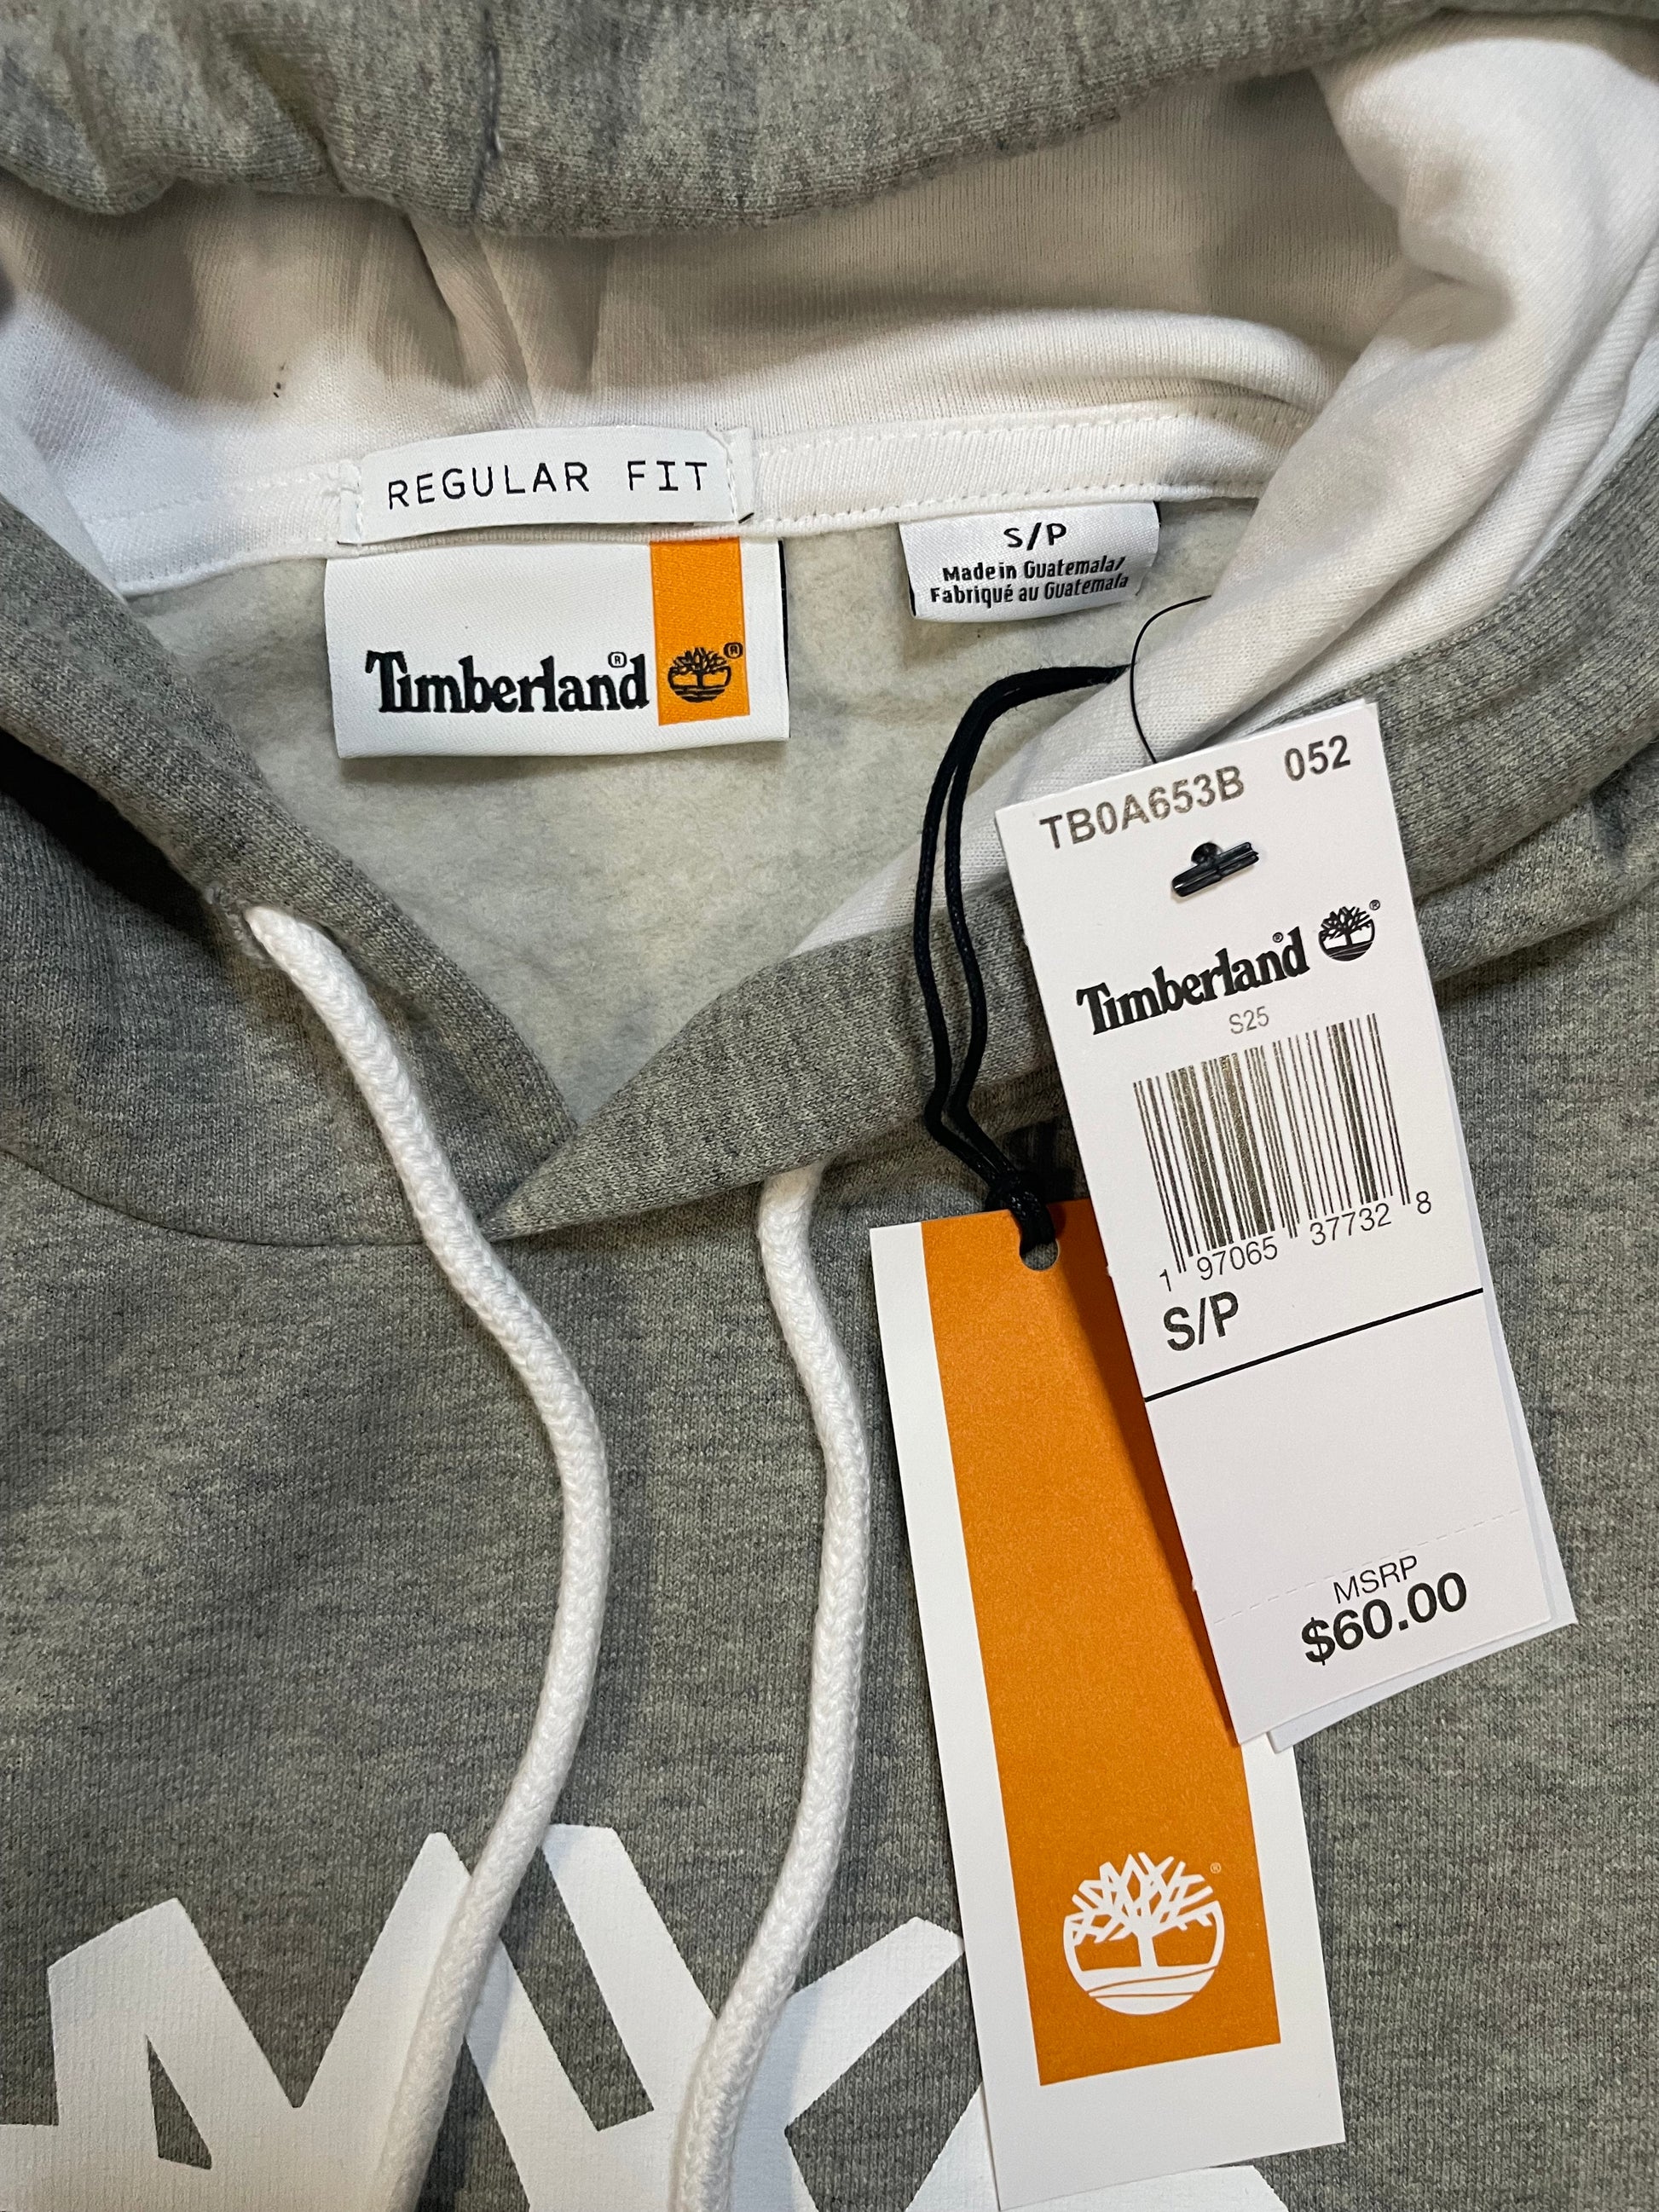 REGULAR FIT
Timberland®
®
S/P
Made in Guatemala/
Fabriqué au Guatemala
TB0A653B 052
Timberland® ®
S25
1 97065 37732 8
S/P
MSRP
$60.00
®